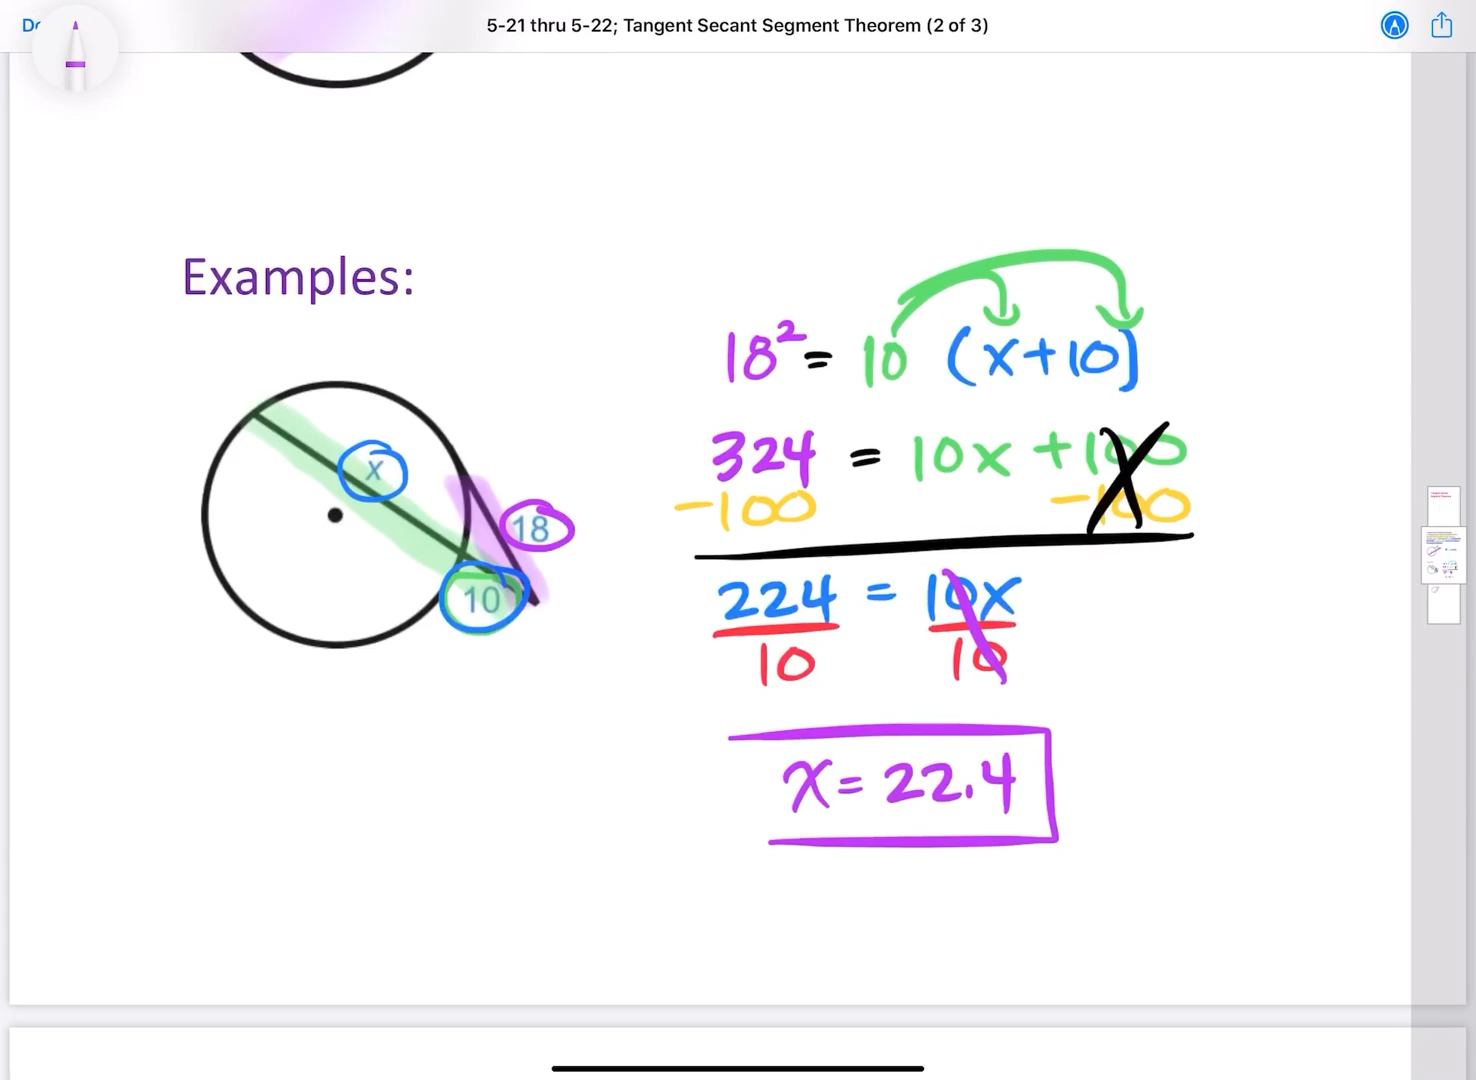 5-21 thru 5-22; Tangent Secant Segment Theorem (2 of 3)
Examples:
x
18
10
18² = 10 (x+10)
324 = 10x + 100
-100 -100
224 = 10x
10 10
x = 22.4